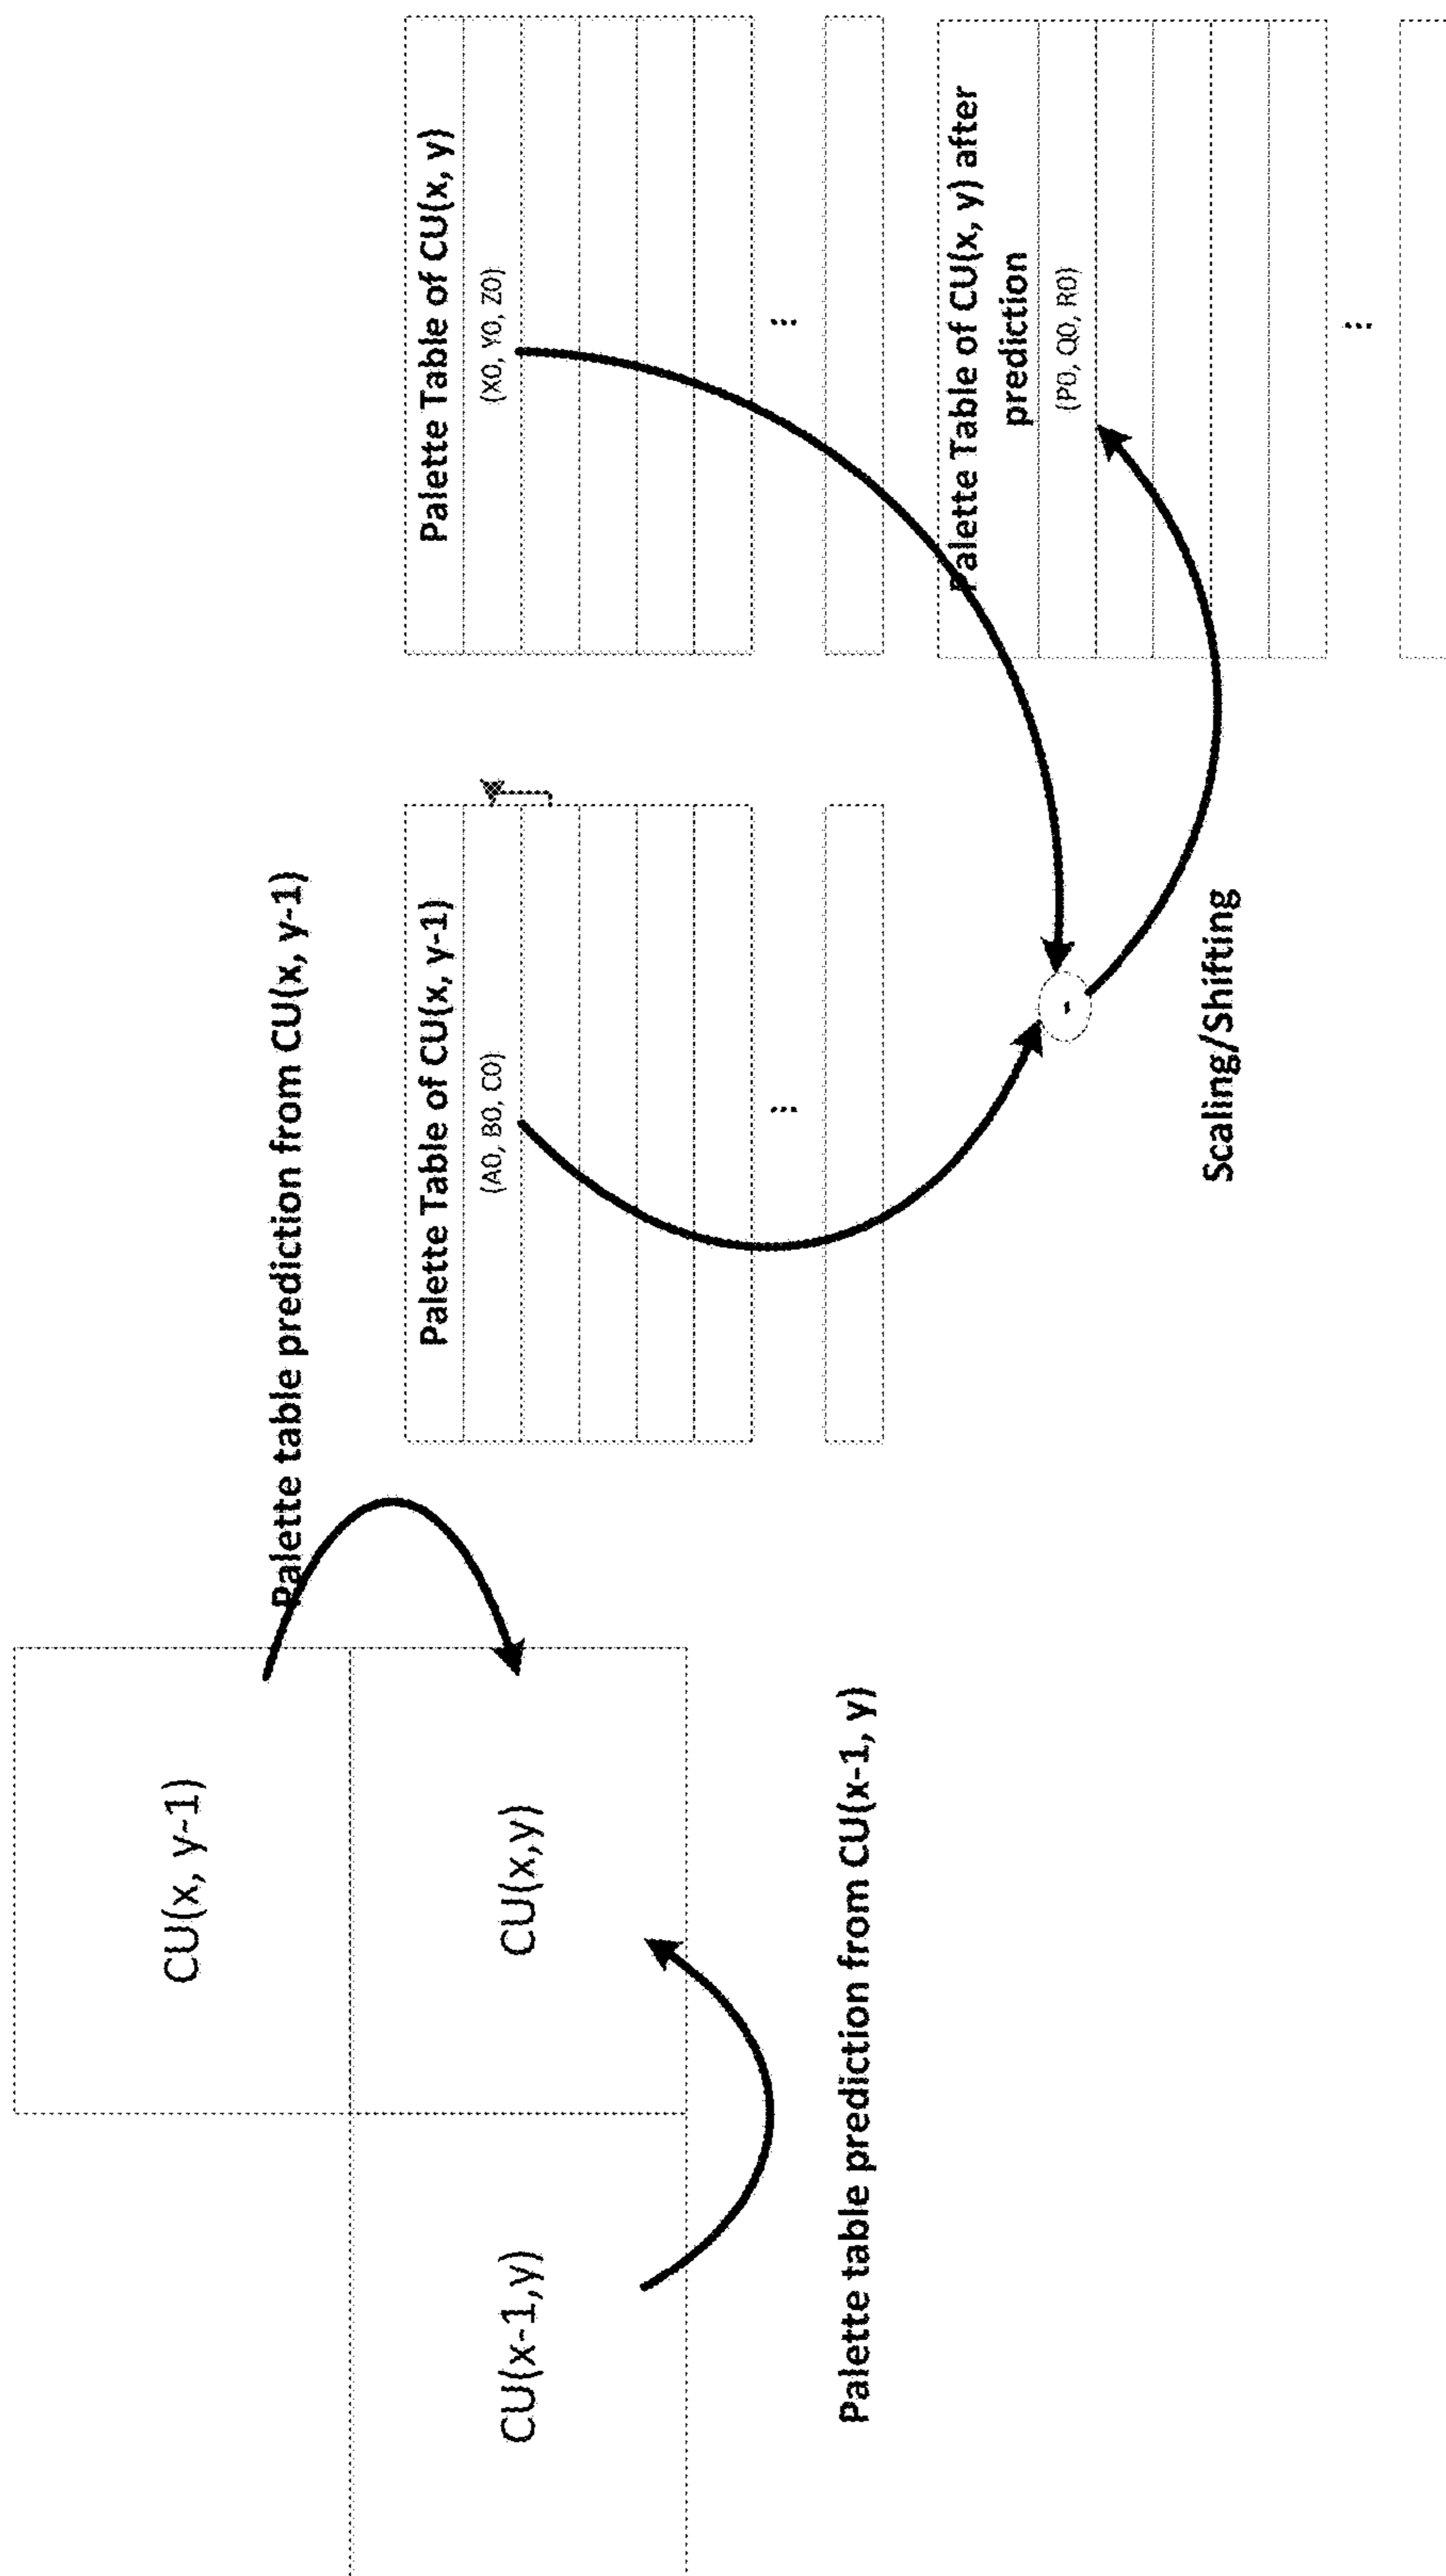 CU(x, y-1)
CU(x-1,y)
CU(x,y)
Palette table prediction from CU(x, y-1)
Palette table prediction from CU(x-1, y)
Palette Table of CU(x, y-1)
(A0, B0, C0)
...
Palette Table of CU(x, y)
(X0, Y0, Z0)
...
-
Scaling/Shifting
Palette Table of CU(x, y) after
prediction
(P0, Q0, R0)
...